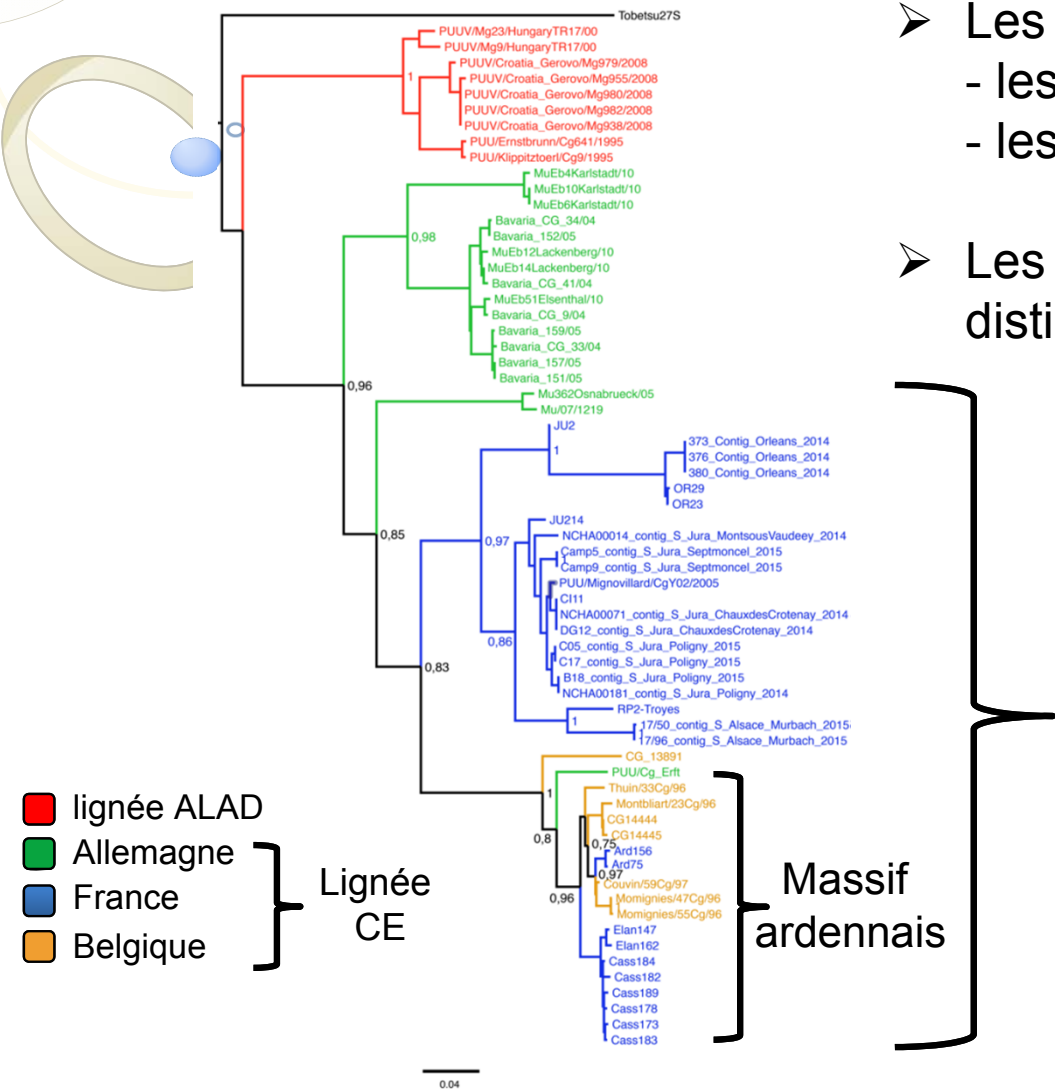 Tobetsu27S
PUUV/Mg23/HungaryTR17/00
PUUV/Mg9/HungaryTR17/00
PUUV/Croatia_Gerovo/Mg979/2008
PUUV/Croatia_Gerovo/Mg955/2008
PUUV/Croatia_Gerovo/Mg980/2008
PUUV/Croatia_Gerovo/Mg982/2008
PUUV/Croatia_Gerovo/Mg938/2008
PUU/Ernstbrunn/Cg641/1995
PUU/Klippitztoerl/Cg9/1995
1
MuEb4Karlstadt/10
MuEb10Karlstadt/10
MuEb6Karlstadt/10
Bavaria_CG_34/04
Bavaria_152/05
0,98
MuEb12Lackenberg/10
MuEb14Lackenberg/10
Bavaria_CG_41/04
MuEb51Elsenthal/10
Bavaria_CG_9/04
Bavaria_159/05
Bavaria_CG_33/04
Bavaria_157/05
Bavaria_151/05
0,96
Mu362Osnabrueck/05
Mu/07/1219
JU2
1
373_Contig_Orleans_2014
376_Contig_Orleans_2014
380_Contig_Orleans_2014
OR29
OR23
JU214
0,85
NCHA00014_contig_S_Jura_MontsousVaudeey_2014
0,97
Camp5_contig_S_Jura_Septmoncel_2015
1
Camp9_contig_S_Jura_Septmoncel_2015
PUU/Mignovillard/CgY02/2005
CI11
NCHA00071_contig_S_Jura_ChauxdesCrotenay_2014
DG12_contig_S_Jura_ChauxdesCrotenay_2014
0,86
C05_contig_S_Jura_Poligny_2015
C17_contig_S_Jura_Poligny_2015
0,83
B18_contig_S_Jura_Poligny_2015
NCHA00181_contig_S_Jura_Poligny_2014
RP2-Troyes
1
17/50_contig_S_Alsace_Murbach_2015
17/96_contig_S_Alsace_Murbach_2015
CG_13891
PUU/Cg_Erft
1
Thuin/33Cg/96
Montbliart/23Cg/96
CG14444
CG14445
0,8
0,75
Ard156
Ard75
0,97
Couvin/59Cg/97
0,96
Momignies/47Cg/96
Momignies/55Cg/96
Elan147
Elan162
Cass184
Cass182
Cass189
Cass178
Cass173
Cass183
0.04
lignée ALAD
Allemagne
France
Belgique
Lignée
CE
Massif
ardennais
➢ Les
- les
- les
➢ Les
disti